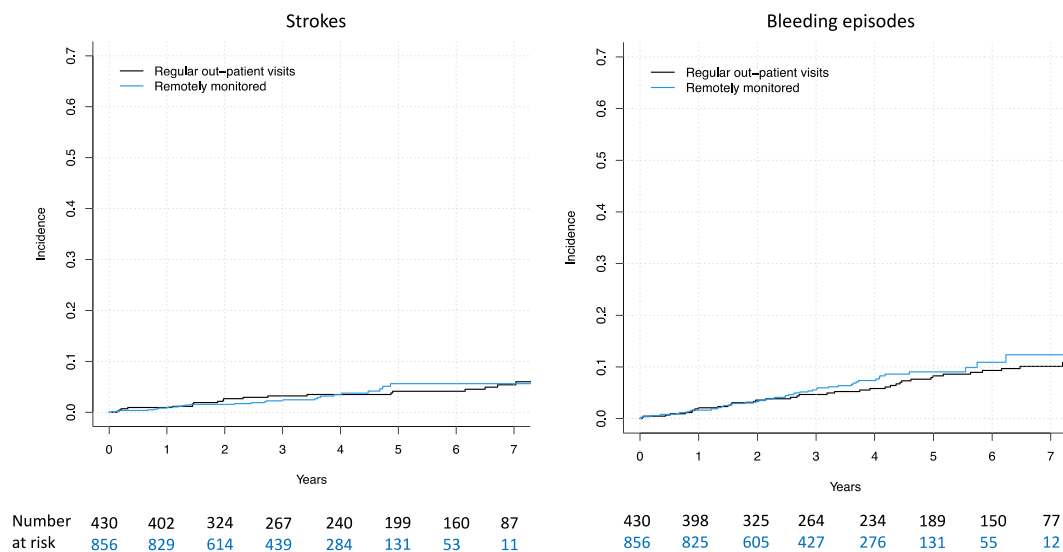 Strokes
Regular out–patient visits
Remotely monitored
Incidence
0.7
0.6
0.5
0.4
0.3
0.2
0.1
0.0
0 1 2 3 4 5 6 7
Years
Bleeding episodes
Regular out–patient visits
Remotely monitored
Incidence
0.7
0.6
0.5
0.4
0.3
0.2
0.1
0.0
0 1 2 3 4 5 6 7
Years
Number 430 402 324 267 240 199 160 87 430 398 325 264 234 189 150 77
at risk 856 829 614 439 284 131 53 11 856 825 605 427 276 131 55 12